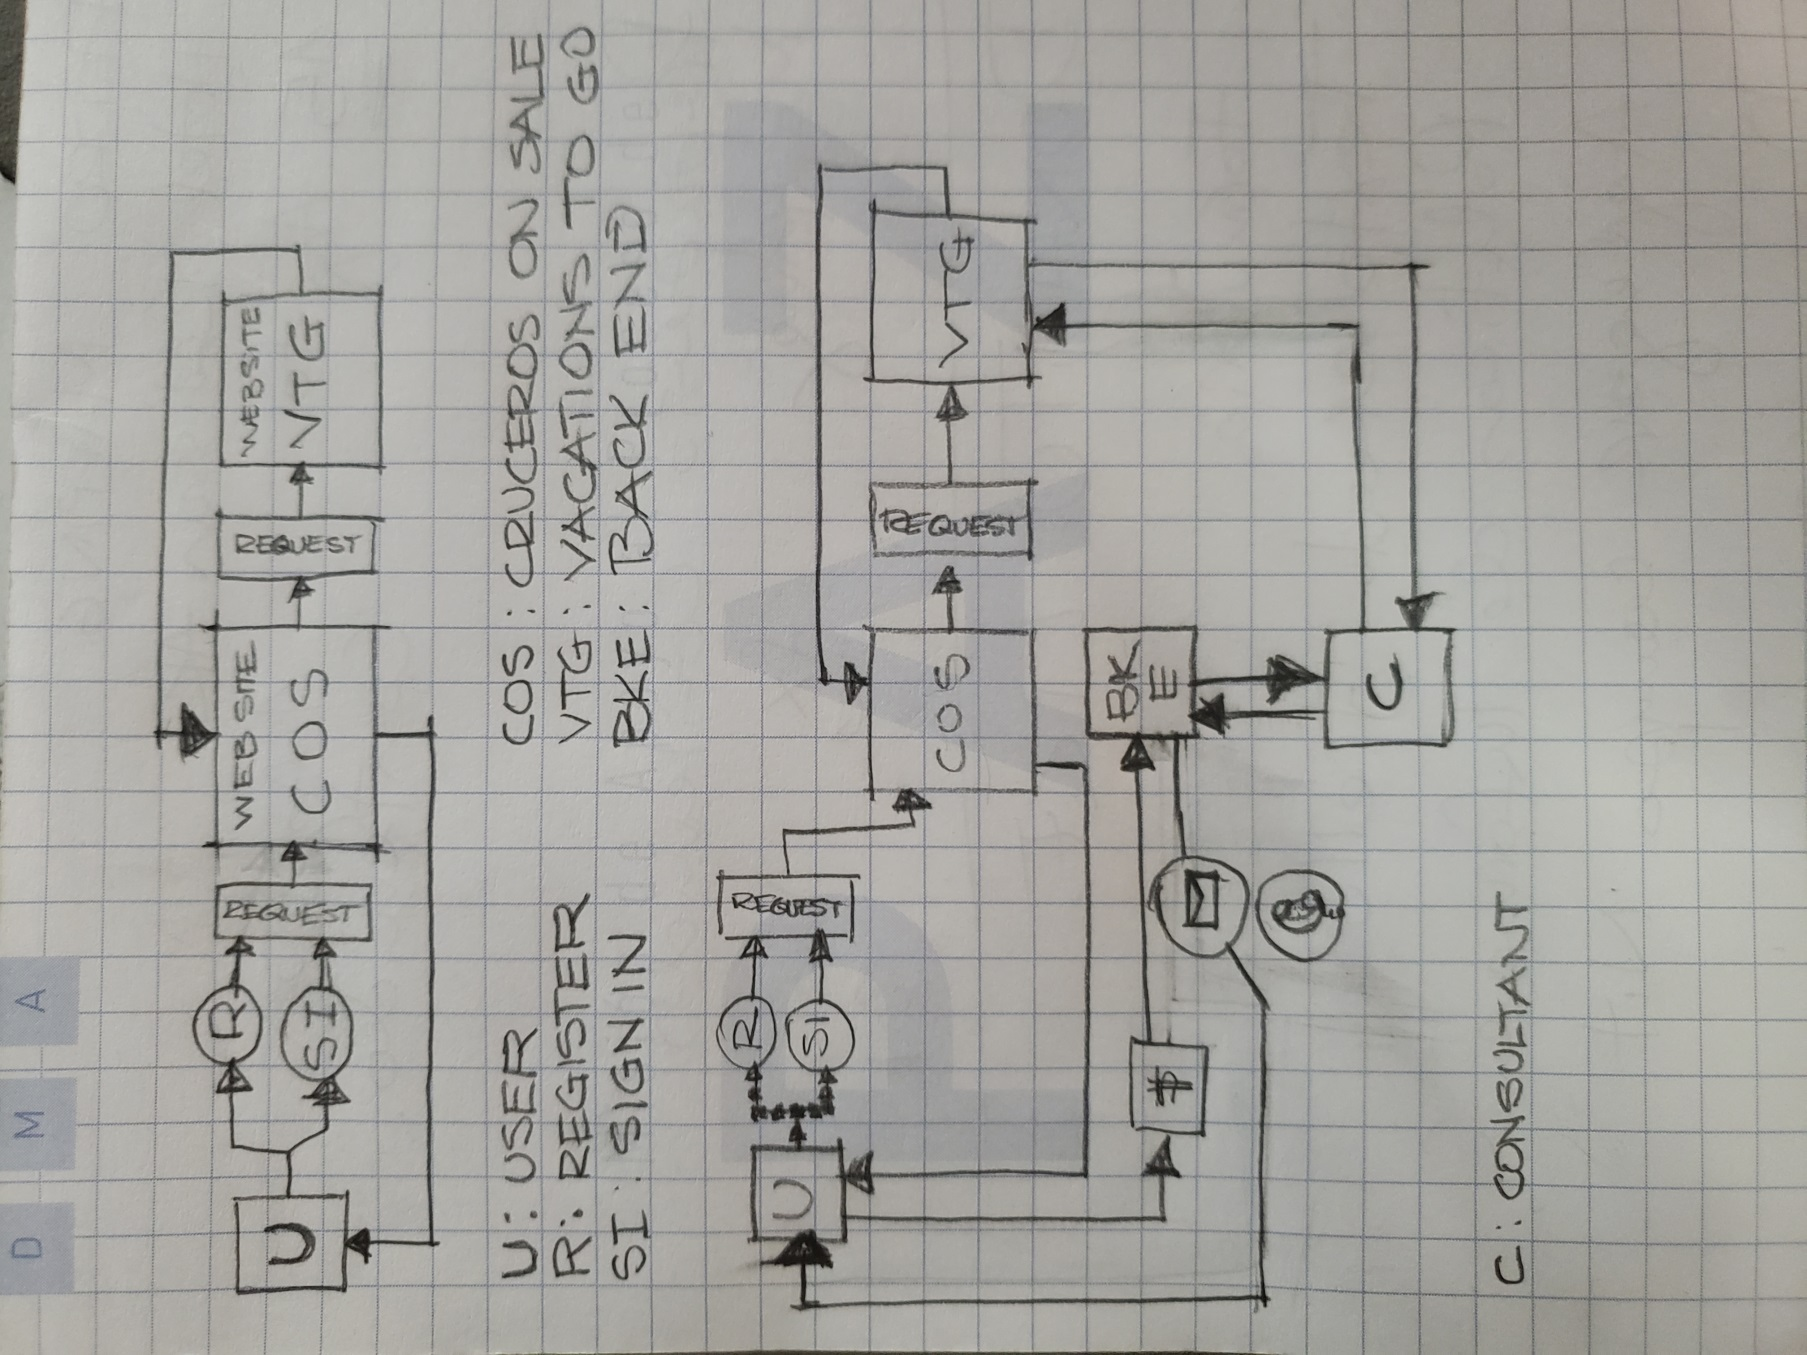 D M A
U
R
SI
REQUEST
WEB SITE
COS
REQUEST
WEBSITE
VTG
U: USER
R: REGISTER
SI: SIGN IN
COS: CRUCEROS ON SALE
VTG: VACATIONS TO GO
BKE: BACK END
U
R
SI
REQUEST
COS
REQUEST
VTG
$
BK
E
C
C: CONSULTANT